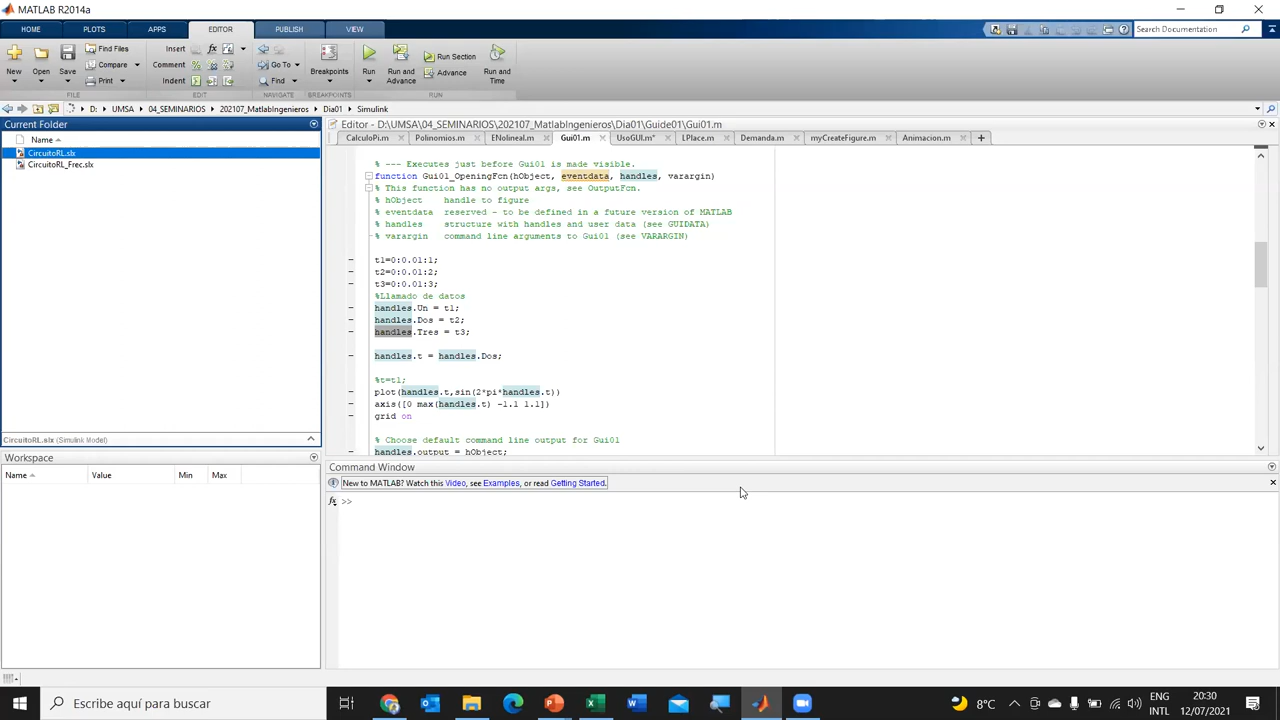 MATLAB R2014a
HOME PLOTS APPS EDITOR PUBLISH VIEW
Search Documentation
New Open Save Find Files Compare Print
Insert Comment Indent fx
Go To Find
Breakpoints
Run Run and Advance Run Section Advance Run and Time
FILE EDIT NAVIGATE BREAKPOINTS RUN
D: UMSA 04_SEMINARIOS 202107_MatlabIngenieros Dia01 Simulink
Current Folder
Name
CircuitoRL.slx
CircuitoRL_Frec.slx
CircuitoRL.slx (Simulink Model)
Workspace
Name Value Min Max
Editor - D:\UMSA\04_SEMINARIOS\202107_MatlabIngenieros\Dia01\Guide01\Gui01.m
CalculoPi.m Polinomios.m ENolineal.m Gui01.m UsoGUI.m* LPlace.m Demanda.m myCreateFigure.m Animacion.m
% --- Executes just before Gui01 is made visible.
function Gui01_OpeningFcn(hObject, eventdata, handles, varargin)
% This function has no output args, see OutputFcn.
% hObject    handle to figure
% eventdata  reserved - to be defined in a future version of MATLAB
% handles    structure with handles and user data (see GUIDATA)
% varargin   command line arguments to Gui01 (see VARARGIN)
t1=0:0.01:1;
t2=0:0.01:2;
t3=0:0.01:3;
%Llamado de datos
handles.Un = t1;
handles.Dos = t2;
handles.Tres = t3;
handles.t = handles.Dos;
%t=t1;
plot(handles.t,sin(2*pi*handles.t))
axis([0 max(handles.t) -1.1 1.1])
grid on
% Choose default command line output for Gui01
handles.output = hObject;
Command Window
New to MATLAB? Watch this Video, see Examples, or read Getting Started.
fx >>
Escribe aquí para buscar
8°C
ENG
INTL
20:30
12/07/2021